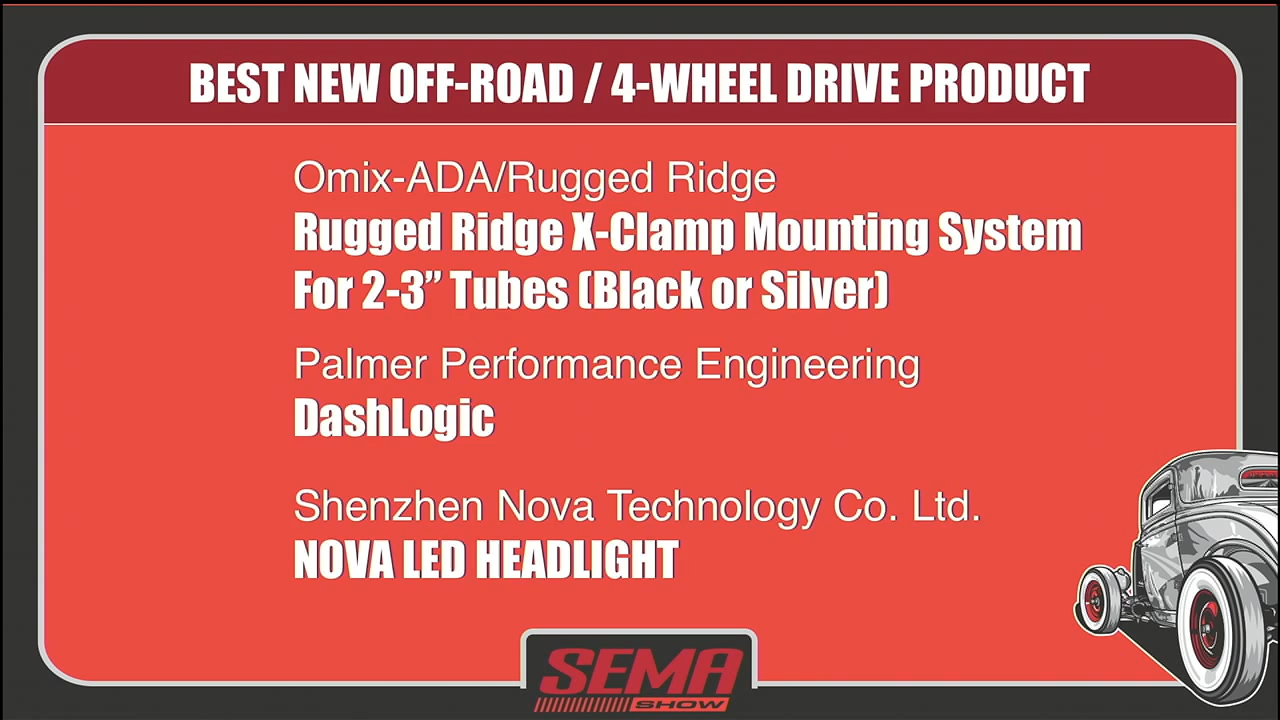 BEST NEW OFF-ROAD / 4-WHEEL DRIVE PRODUCT
Omix-ADA/Rugged Ridge
Rugged Ridge X-Clamp Mounting System
For 2-3” Tubes (Black or Silver)
Palmer Performance Engineering
DashLogic
Shenzhen Nova Technology Co. Ltd.
NOVA LED HEADLIGHT
SEMA
SHOW